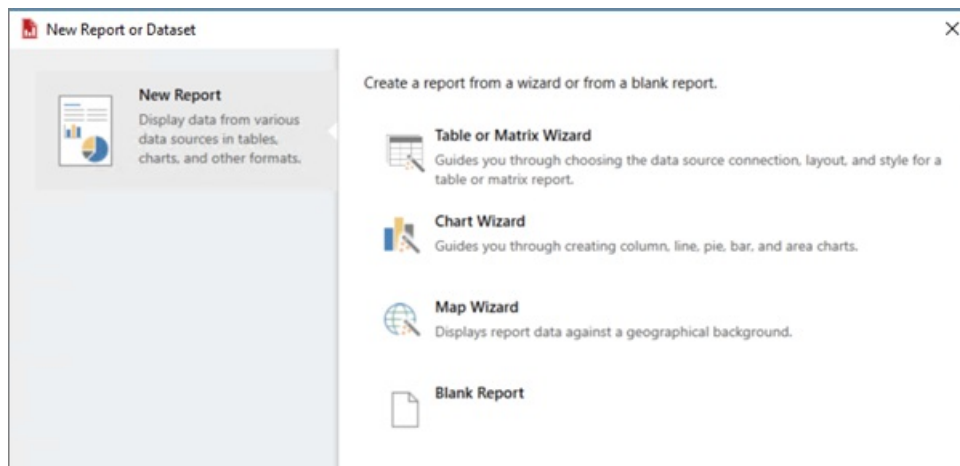 New Report or Dataset
New Report
Display data from various
data sources in tables,
charts, and other formats.
Create a report from a wizard or from a blank report.
Table or Matrix Wizard
Guides you through choosing the data source connection, layout, and style for a
table or matrix report.
Chart Wizard
Guides you through creating column, line, pie, bar, and area charts.
Map Wizard
Displays report data against a geographical background.
Blank Report